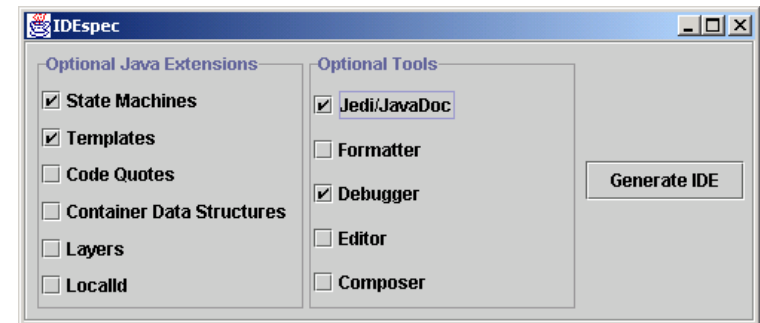 IDEspec
Optional Java Extensions
State Machines
Templates
Code Quotes
Container Data Structures
Layers
LocalId
Optional Tools
Jedi/JavaDoc
Formatter
Debugger
Editor
Composer
Generate IDE